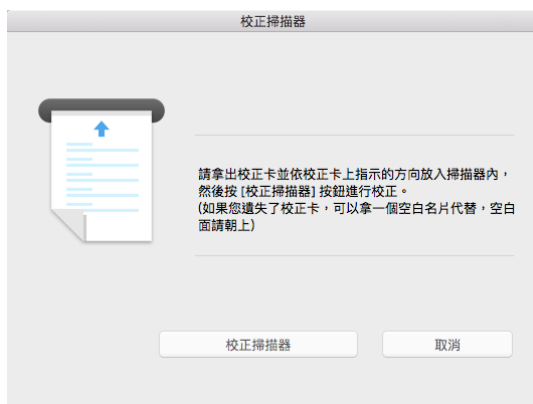 校正掃描器
請拿出校正卡並依校正卡上指示的方向放入掃描器內，
然後按 [校正掃描器] 按鈕進行校正。
(如果您遺失了校正卡，可以拿一個空白名片代替，空白
面請朝上)
校正掃描器
取消